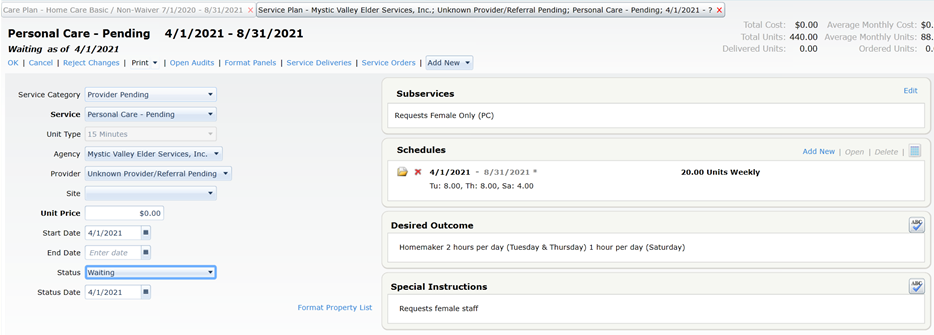 Care Plan - Home Care Basic / Non-Waiver 7/1/2020 - 8/31/2021 ×
Service Plan - Mystic Valley Elder Services, Inc.; Unknown Provider/Referral Pending; Personal Care - Pending; 4/1/2021 - ? ×
Personal Care - Pending 4/1/2021 - 8/31/2021
Waiting as of 4/1/2021
Total Cost: $0.00 Average Monthly Cost: $0.
Total Units: 440.00 Average Monthly Units: 88.
Delivered Units: 0.00 Ordered Units: 0.
OK | Cancel | Reject Changes | Print | Open Audits | Format Panels | Service Deliveries | Service Orders | Add New
Service Category Provider Pending
Service Personal Care - Pending
Unit Type 15 Minutes
Agency Mystic Valley Elder Services, Inc.
Provider Unknown Provider/Referral Pending
Site
Unit Price $0.00
Start Date 4/1/2021
End Date Enter date
Status Waiting
Status Date 4/1/2021
Format Property List
Subservices Edit
Requests Female Only (PC)
Schedules Add New | Open | Delete |
4/1/2021 - 8/31/2021 * 20.00 Units Weekly
Tu: 8.00, Th: 8.00, Sa: 4.00
Desired Outcome ABC
Homemaker 2 hours per day (Tuesday & Thursday) 1 hour per day (Saturday)
Special Instructions ABC
Requests female staff